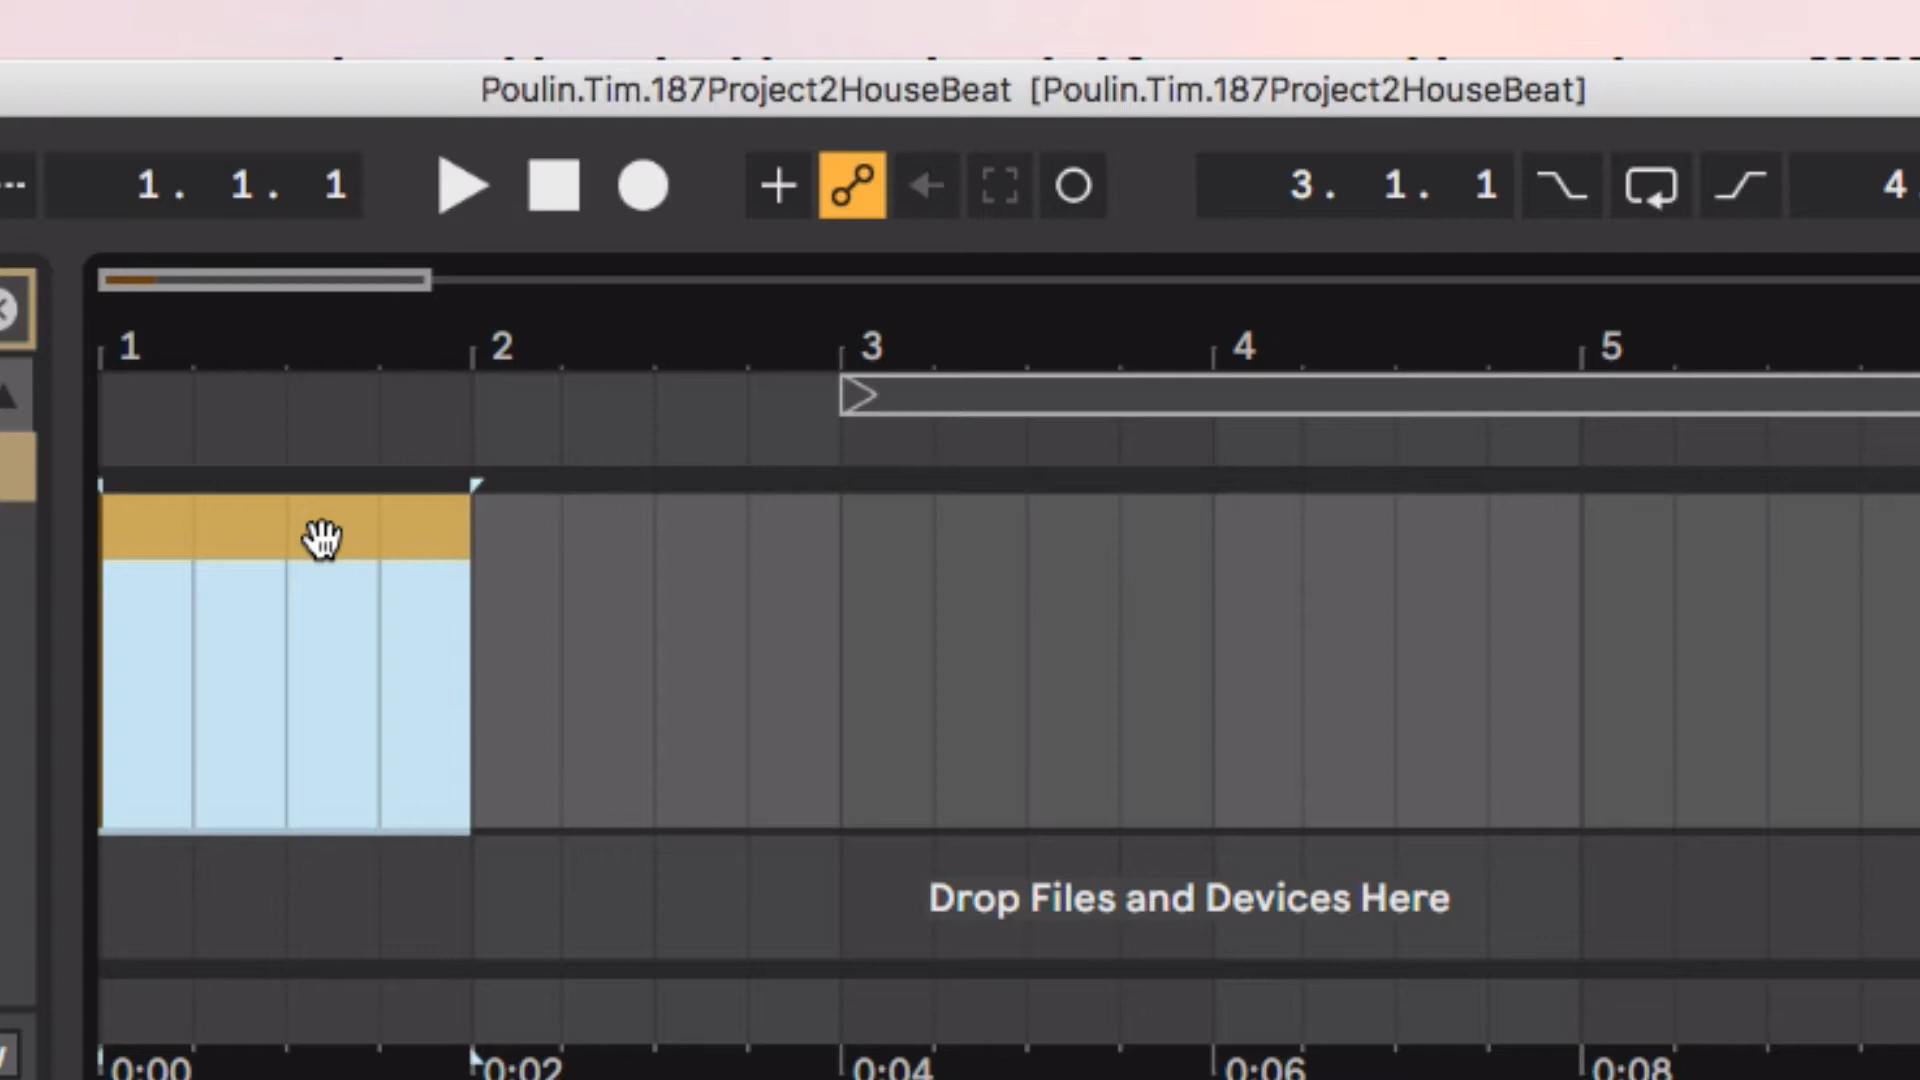 Poulin.Tim.187Project2HouseBeat [Poulin.Tim.187Project2HouseBeat]
1. 1. 1
3. 1. 1
4
1 2 3 4 5
Drop Files and Devices Here
0:00 0:02 0:04 0:06 0:08